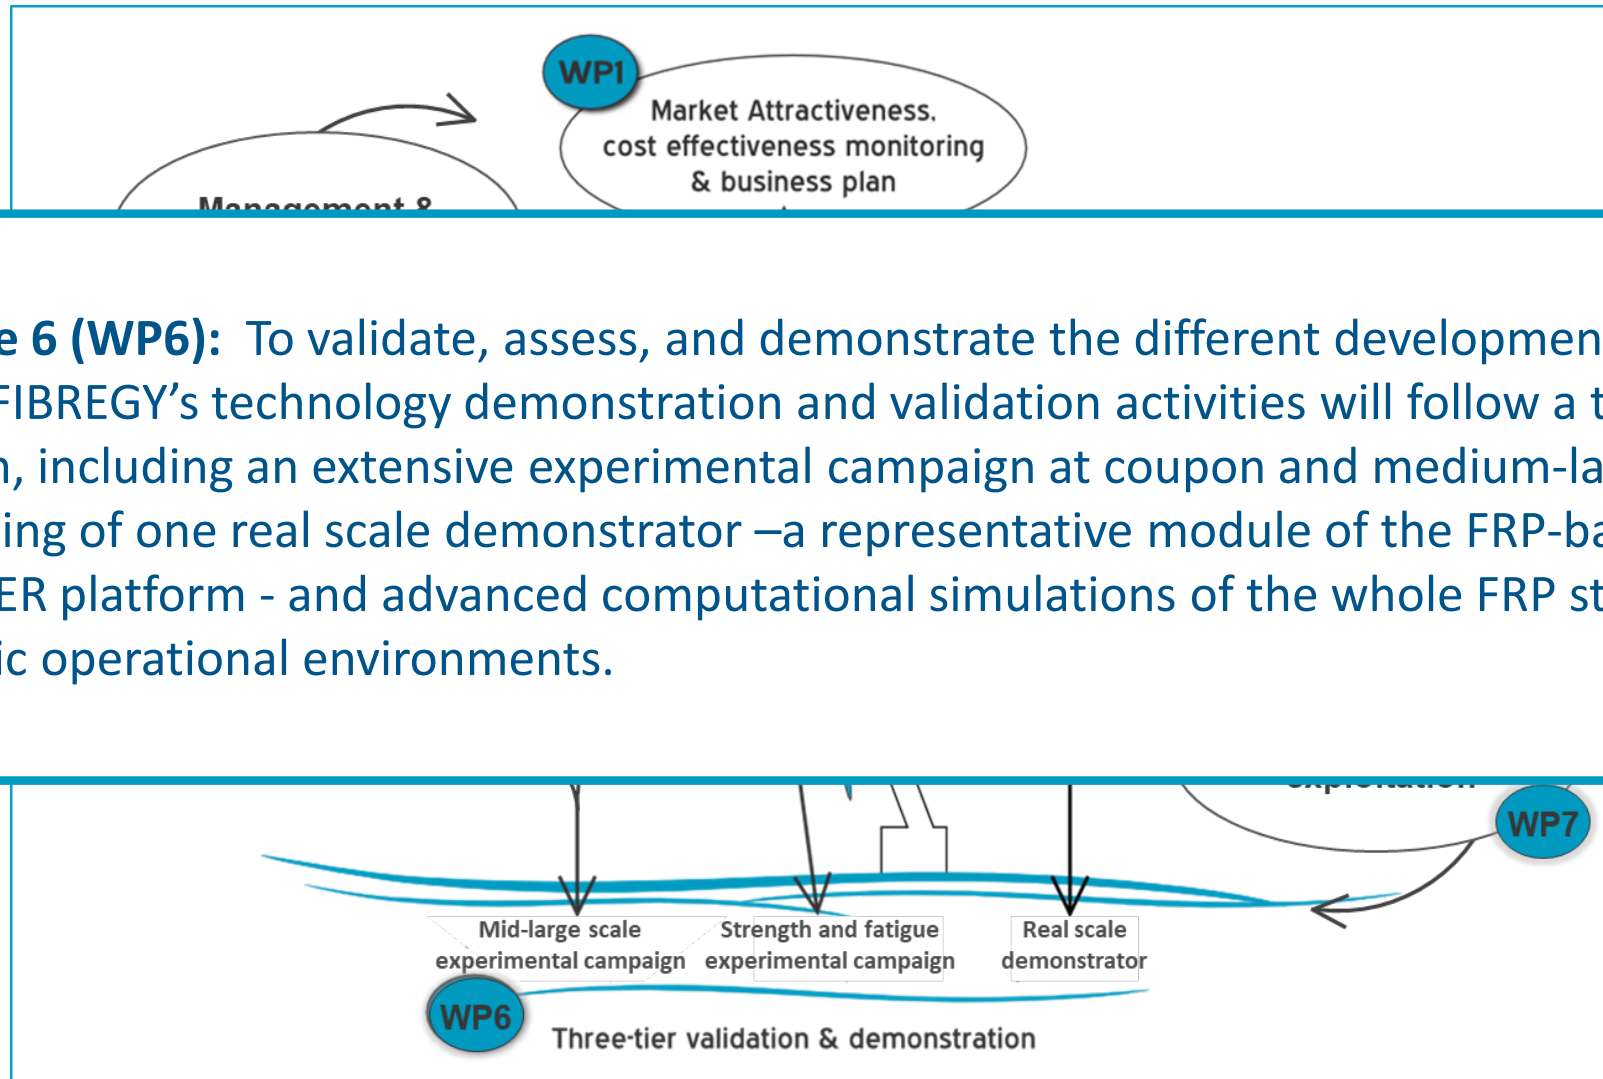 WP1
Market Attractiveness,
cost effectiveness monitoring
& business plan
Management &
e 6 (WP6): To validate, assess, and demonstrate the different developmen
FIBREGY’s technology demonstration and validation activities will follow a t
n, including an extensive experimental campaign at coupon and medium-la
ing of one real scale demonstrator –a representative module of the FRP-ba
ER platform - and advanced computational simulations of the whole FRP st
ic operational environments.
exploitation
WP7
Mid-large scale
experimental campaign
Strength and fatigue
experimental campaign
Real scale
demonstrator
WP6
Three-tier validation & demonstration